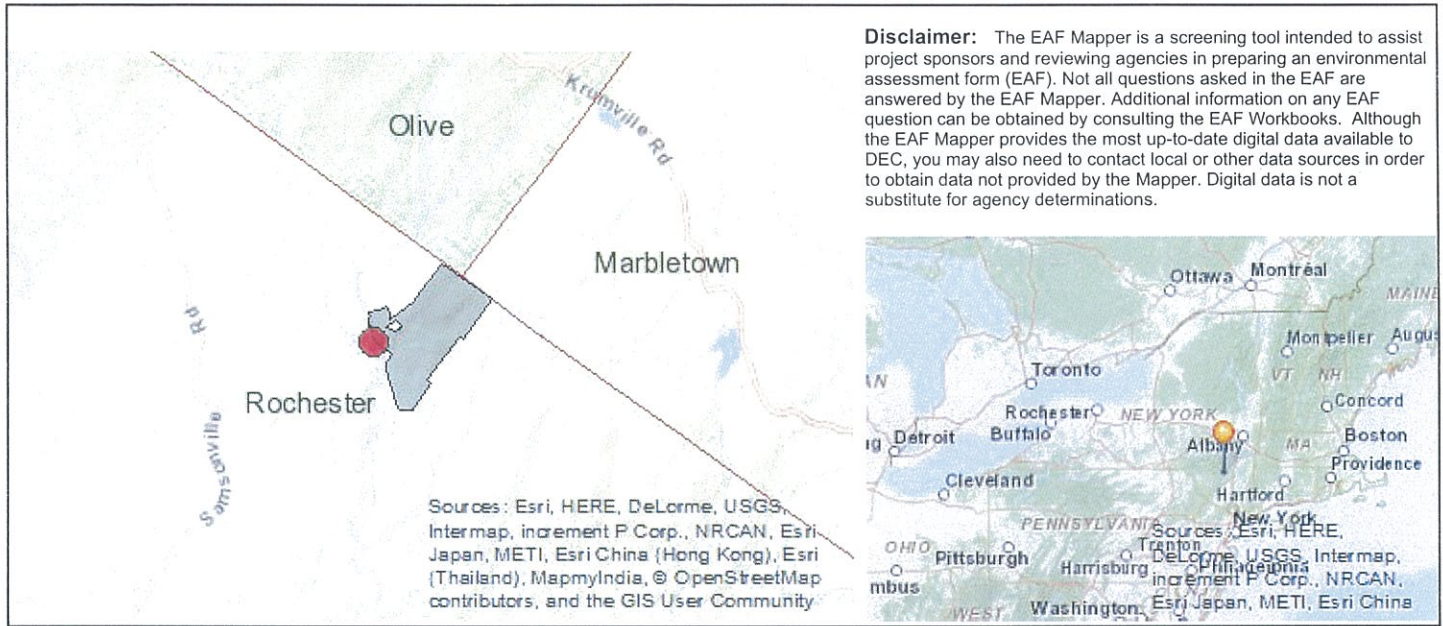 Disclaimer: The EAF Mapper is a screening tool intended to assist
project sponsors and reviewing agencies in preparing an environmental
assessment form (EAF). Not all questions asked in the EAF are
answered by the EAF Mapper. Additional information on any EAF
question can be obtained by consulting the EAF Workbooks. Although
the EAF Mapper provides the most up-to-date digital data available to
DEC, you may also need to contact local or other data sources in order
to obtain data not provided by the Mapper. Digital data is not a
substitute for agency determinations.
Krumville Rd
Olive
Marbletown
Rochester
Samsonville Rd
Sources: Esri, HERE, DeLorme, USGS,
Intermap, increment P Corp., NRCAN, Esri
Japan, METI, Esri China (Hong Kong), Esri
(Thailand), MapmyIndia, © OpenStreetMap
contributors, and the GIS User Community
Ottawa
Montréal
MAINE
Montpelier
Augu
VT
NH
Toronto
AN
Concord
Rochester
NEW YORK
Buffalo
Albany
MA
Boston
Detroit
Providence
Cleveland
Hartford
New York
PENNSYLVANIA
OHIO
Pittsburgh
Trenton
Harrisburg
Philadelphia
NJ
mbus
WEST
Washington
Sources: Esri, HERE,
DeLorme, USGS, Intermap,
increment P Corp., NRCAN,
Esri Japan, METI, Esri China